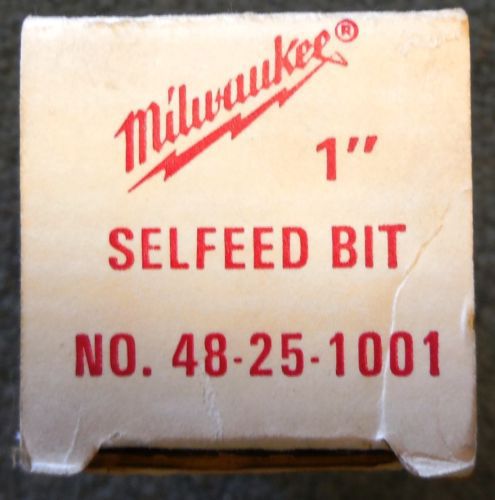 Milwaukee®
1"
SELFEED BIT
NO. 48-25-1001